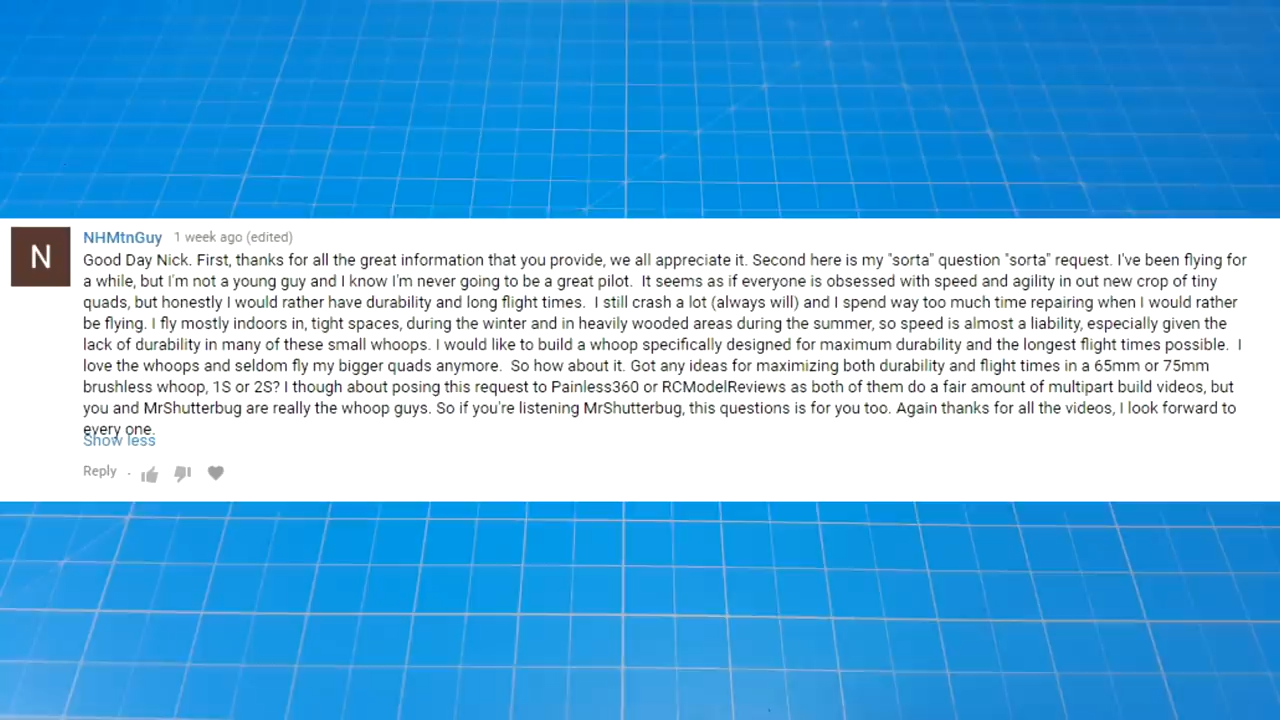 N
NHMtnGuy 1 week ago (edited)
Good Day Nick. First, thanks for all the great information that you provide, we all appreciate it. Second here is my "sorta" question "sorta" request. I've been flying for
a while, but I'm not a young guy and I know I'm never going to be a great pilot.  It seems as if everyone is obsessed with speed and agility in out new crop of tiny
quads, but honestly I would rather have durability and long flight times.  I still crash a lot (always will) and I spend way too much time repairing when I would rather
be flying. I fly mostly indoors in, tight spaces, during the winter and in heavily wooded areas during the summer, so speed is almost a liability, especially given the
lack of durability in many of these small whoops. I would like to build a whoop specifically designed for maximum durability and the longest flight times possible.  I
love the whoops and seldom fly my bigger quads anymore.  So how about it. Got any ideas for maximizing both durability and flight times in a 65mm or 75mm
brushless whoop, 1S or 2S? I though about posing this request to Painless360 or RCModelReviews as both of them do a fair amount of multipart build videos, but
you and MrShutterbug are really the whoop guys. So if you're listening MrShutterbug, this questions is for you too. Again thanks for all the videos, I look forward to
every one.
Show less
Reply